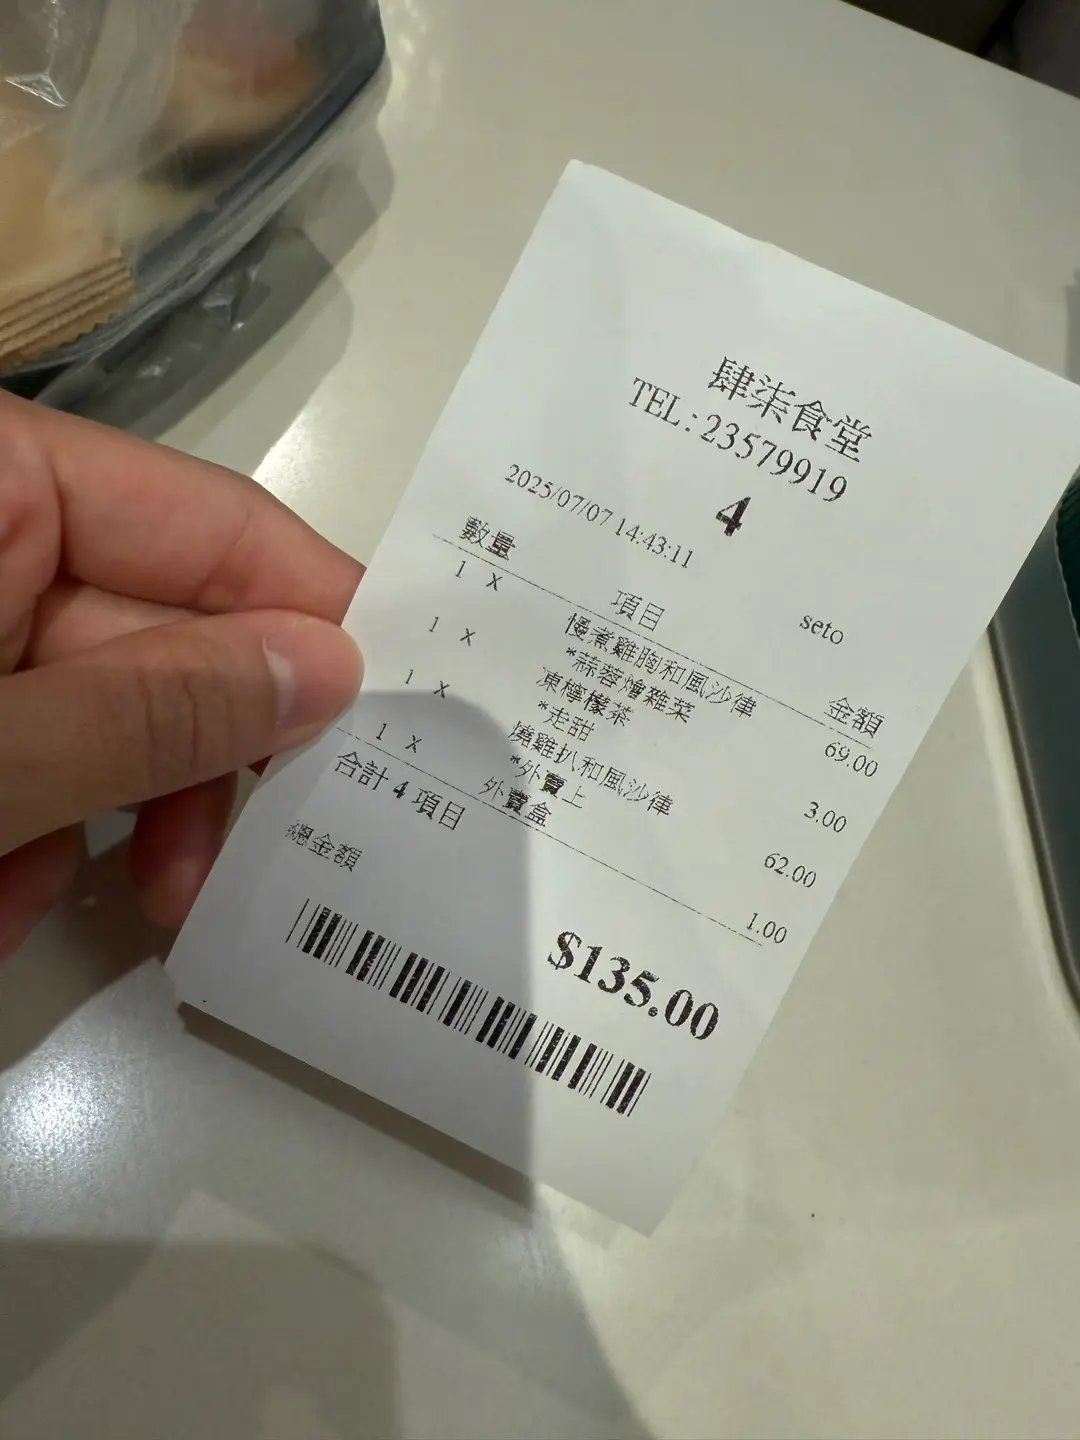 肆柒食堂
TEL:23579919
4
2025/07/07 14:43:11
seto
數量 項目 金額
1 X 慢煮雞胸和風沙律 69.00
*蒜蓉燴雜菜
1 X 凍檸檬茶 3.00
*走甜
1 X 燒雞扒和風沙律 62.00
*外賣上
1 X 外賣盒 1.00
合計 4 項目
總金額 $135.00